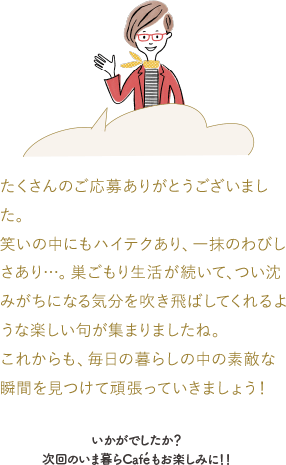 たくさんのご応募ありがとうございまし
た。
笑いの中にもハイテクあり、一抹のわびし
さあり…。巣ごもり生活が続いて、つい沈
みがちになる気分を吹き飛ばしてくれるよ
うな楽しい句が集まりましたね。
これからも、毎日の暮らしの中の素敵な
瞬間を見つけて頑張っていきましょう！
いかがでしたか？
次回のいま暮らCaféもお楽しみに！！